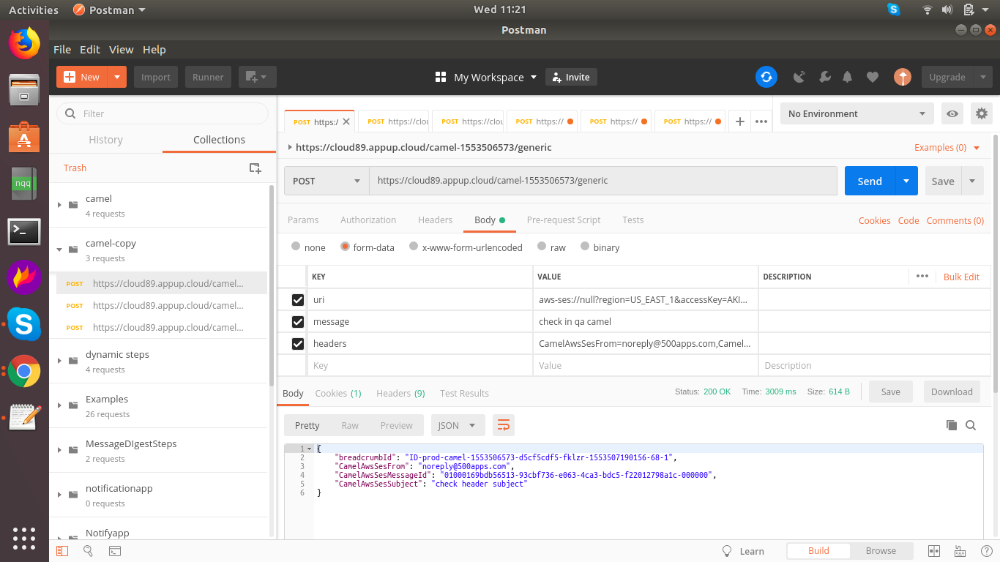 Activities Postman Wed 11:21
Postman
File Edit View Help
New Import Runner My Workspace Invite Upgrade
Filter
History Collections
Trash
camel
4 requests
camel-copy
3 requests
POST https://cloud89.appup.cloud/camel...
POST https://cloud89.appup.cloud/camel...
POST https://cloud89.appup.cloud/camel...
dynamic steps
4 requests
Examples
26 requests
MessageDIgestSteps
2 requests
notificationapp
0 requests
Notifyapp
nqq
POST https:/ POST https://clou POST https://clou POST https:// POST https:// POST https://
No Environment
https://cloud89.appup.cloud/camel-1553506573/generic Examples (0)
POST https://cloud89.appup.cloud/camel-1553506573/generic Send Save
Params Authorization Headers Body Pre-request Script Tests Cookies Code Comments (0)
none form-data x-www-form-urlencoded raw binary
KEY VALUE DESCRIPTION Bulk Edit
uri aws-ses://null?region=US_EAST_1&accessKey=AKI...
message check in qa camel
headers CamelAwsSesFrom=noreply@500apps.com,Camel...
Key Value Description
Body Cookies (1) Headers (9) Test Results Status: 200 OK Time: 3009 ms Size: 614 B Save Download
Pretty Raw Preview JSON
1 {
2 "breadcrumbId": "ID-prod-camel-1553506573-d5cf5cdf5-fklzr-1553507190156-68-1",
3 "CamelAwsSesFrom": "noreply@500apps.com",
4 "CamelAwsSesMessageId": "01000169bdb56513-93cbf736-e063-4ca3-bdc5-f22012798a1c-000000",
5 "CamelAwsSesSubject": "check header subject"
6 }
Learn Build Browse